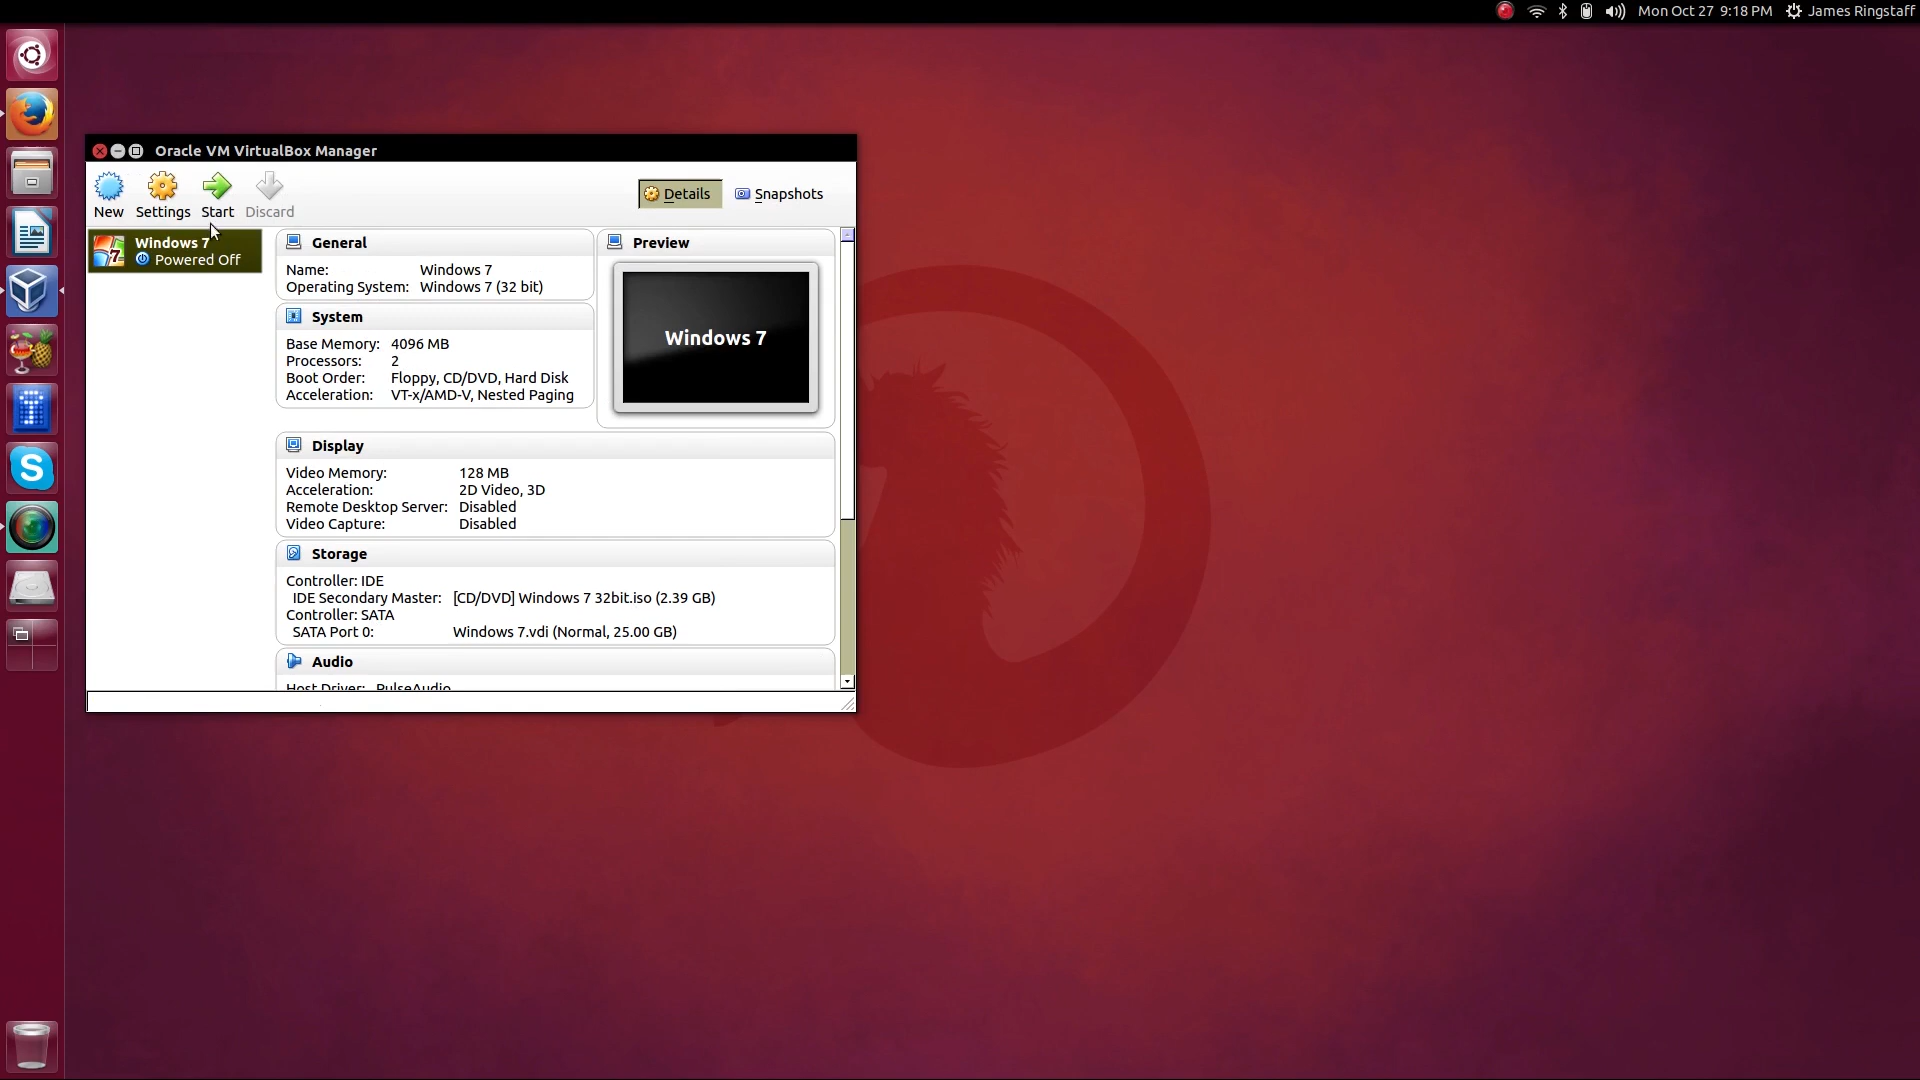 Mon Oct 27 9:18 PM James Ringstaff
Oracle VM VirtualBox Manager
New Settings Start Discard
Details Snapshots
Windows 7
Powered Off
General
Name: Windows 7
Operating System: Windows 7 (32 bit)
System
Base Memory: 4096 MB
Processors: 2
Boot Order: Floppy, CD/DVD, Hard Disk
Acceleration: VT-x/AMD-V, Nested Paging
Preview
Windows 7
Display
Video Memory: 128 MB
Acceleration: 2D Video, 3D
Remote Desktop Server: Disabled
Video Capture: Disabled
Storage
Controller: IDE
IDE Secondary Master: [CD/DVD] Windows 7 32bit.iso (2.39 GB)
Controller: SATA
SATA Port 0: Windows 7.vdi (Normal, 25.00 GB)
Audio
Host Driver: PulseAudio